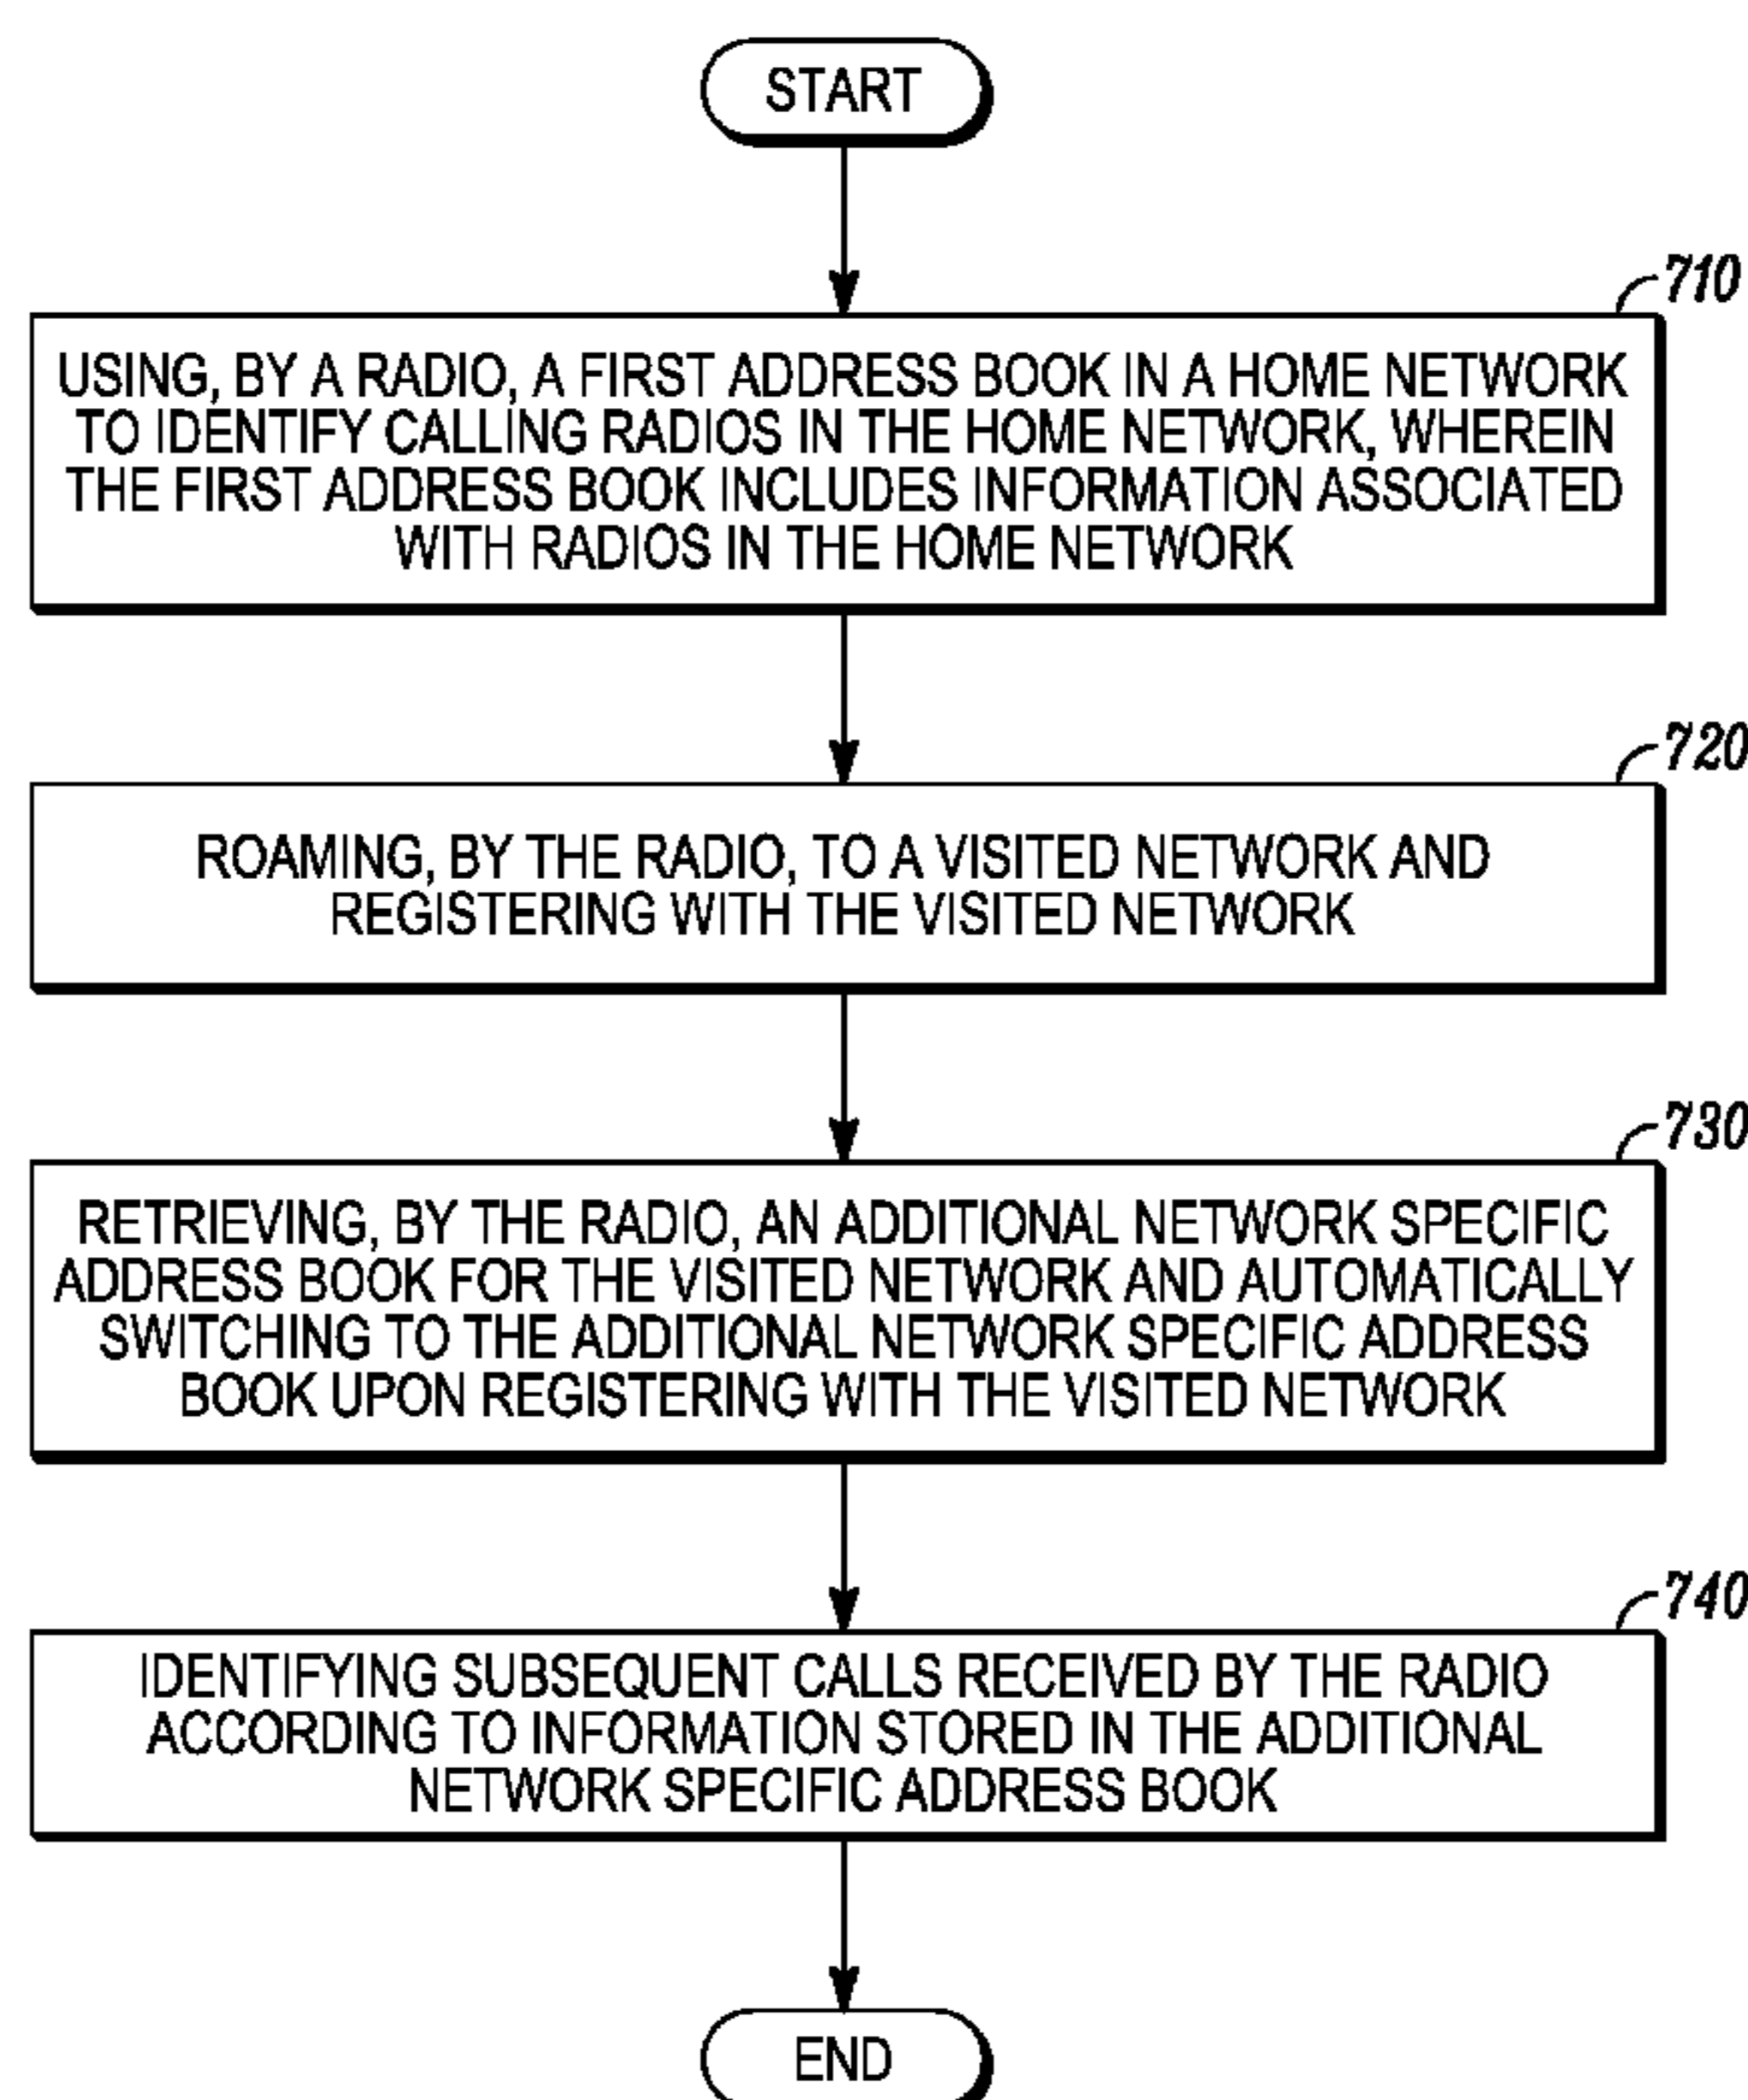 START
710
USING, BY A RADIO, A FIRST ADDRESS BOOK IN A HOME NETWORK
TO IDENTIFY CALLING RADIOS IN THE HOME NETWORK, WHEREIN
THE FIRST ADDRESS BOOK INCLUDES INFORMATION ASSOCIATED
WITH RADIOS IN THE HOME NETWORK
720
ROAMING, BY THE RADIO, TO A VISITED NETWORK AND
REGISTERING WITH THE VISITED NETWORK
730
RETRIEVING, BY THE RADIO, AN ADDITIONAL NETWORK SPECIFIC
ADDRESS BOOK FOR THE VISITED NETWORK AND AUTOMATICALLY
SWITCHING TO THE ADDITIONAL NETWORK SPECIFIC ADDRESS
BOOK UPON REGISTERING WITH THE VISITED NETWORK
740
IDENTIFYING SUBSEQUENT CALLS RECEIVED BY THE RADIO
ACCORDING TO INFORMATION STORED IN THE ADDITIONAL
NETWORK SPECIFIC ADDRESS BOOK
END